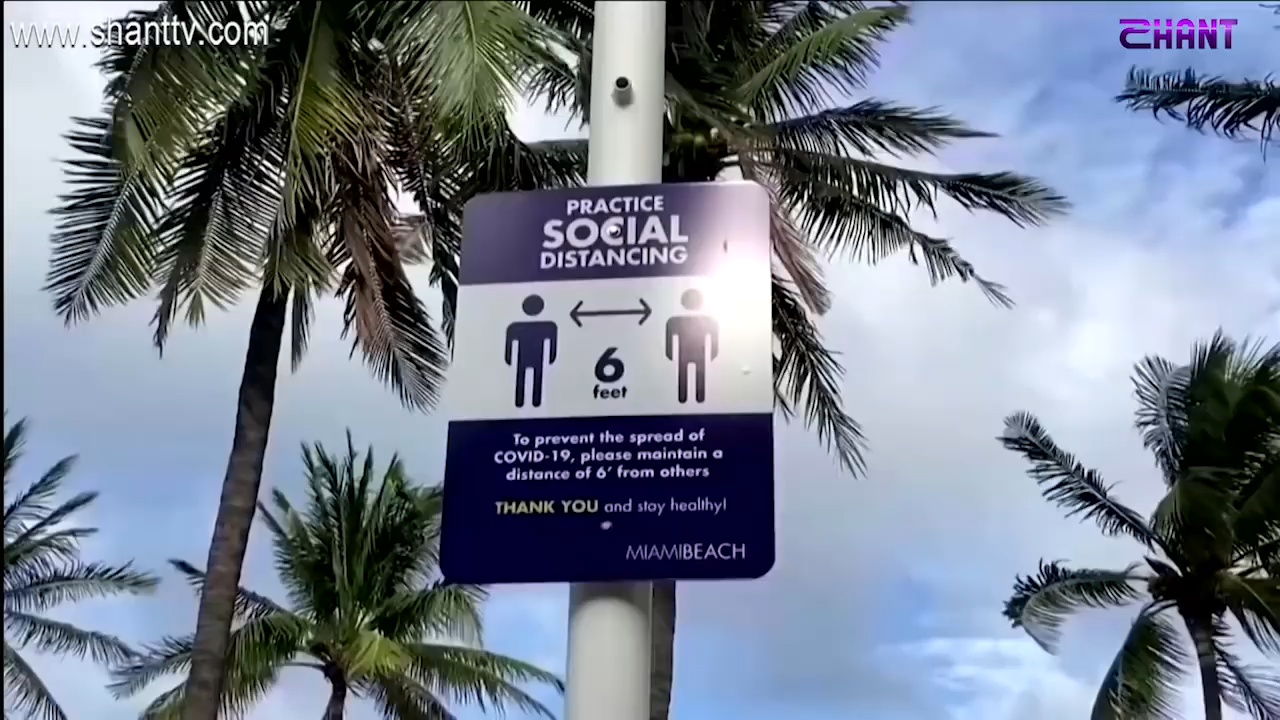 www.shanttv.com
SHANT
PRACTICE
SOCIAL
DISTANCING
6
feet
To prevent the spread of
COVID-19, please maintain a
distance of 6' from others
THANK YOU and stay healthy!
MIAMIBEACH